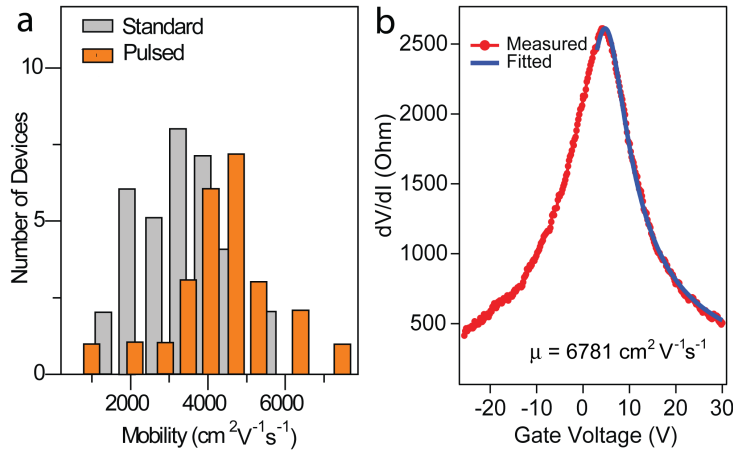 a
Standard
Pulsed
10
5
0
Number of Devices
2000 4000 6000
Mobility (cm²V⁻¹s⁻¹)
b
Measured
Fitted
2500
2000
1500
1000
500
dV/dI (Ohm)
μ = 6781 cm² V⁻¹s⁻¹
-20 -10 0 10 20 30
Gate Voltage (V)